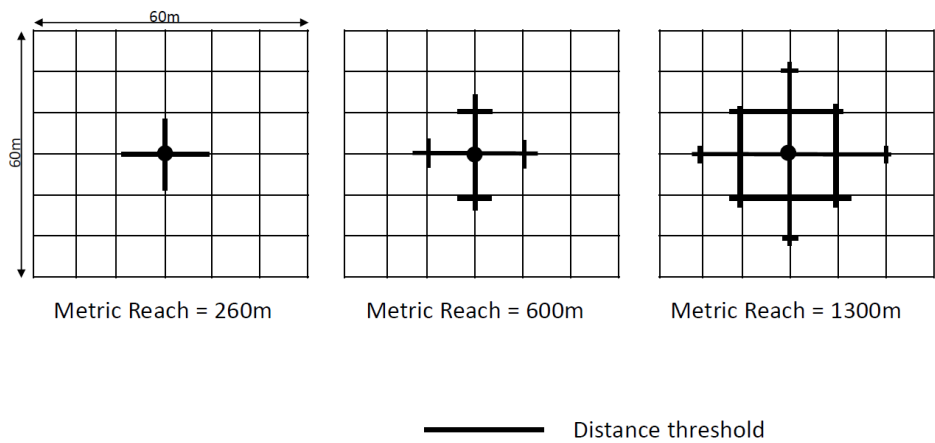 60m
60m
Metric Reach = 260m
Metric Reach = 600m
Metric Reach = 1300m
Distance threshold